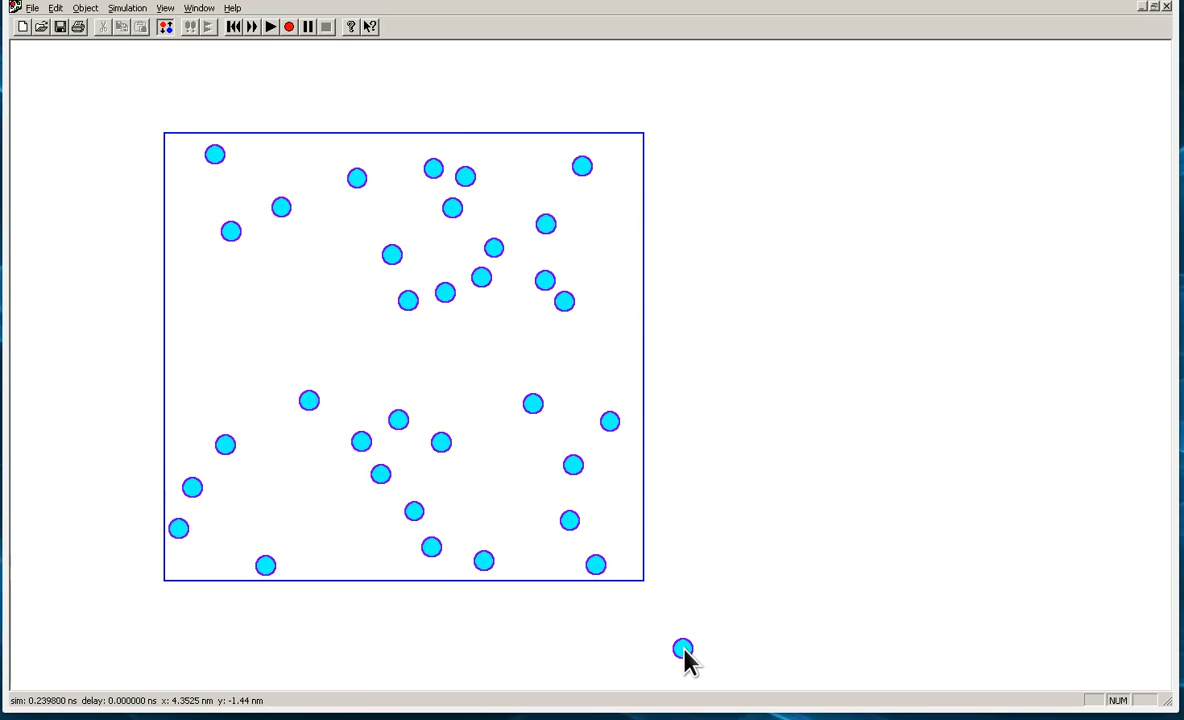 File Edit Object Simulation View Window Help
sim: 0.239800 ns delay: 0.000000 ns x: 4.3525 nm y: -1.44 nm
NUM